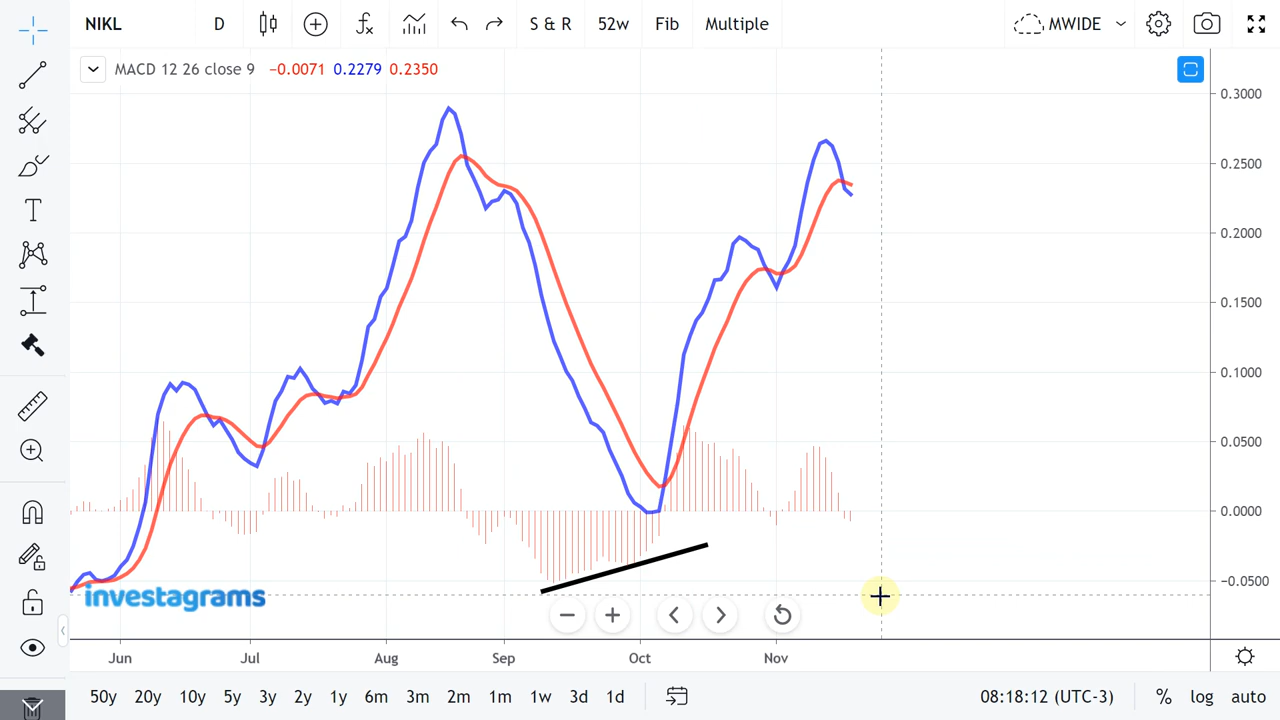 NIKL D S & R 52w Fib Multiple MWIDE
MACD 12 26 close 9 −0.0071 0.2279 0.2350
0.3000
0.2500
0.2000
0.1500
0.1000
0.0500
0.0000
−0.0500
investagrams
Jun Jul Aug Sep Oct Nov
50y 20y 10y 5y 3y 2y 1y 6m 3m 2m 1m 1w 3d 1d 08:18:12 (UTC-3) % log auto